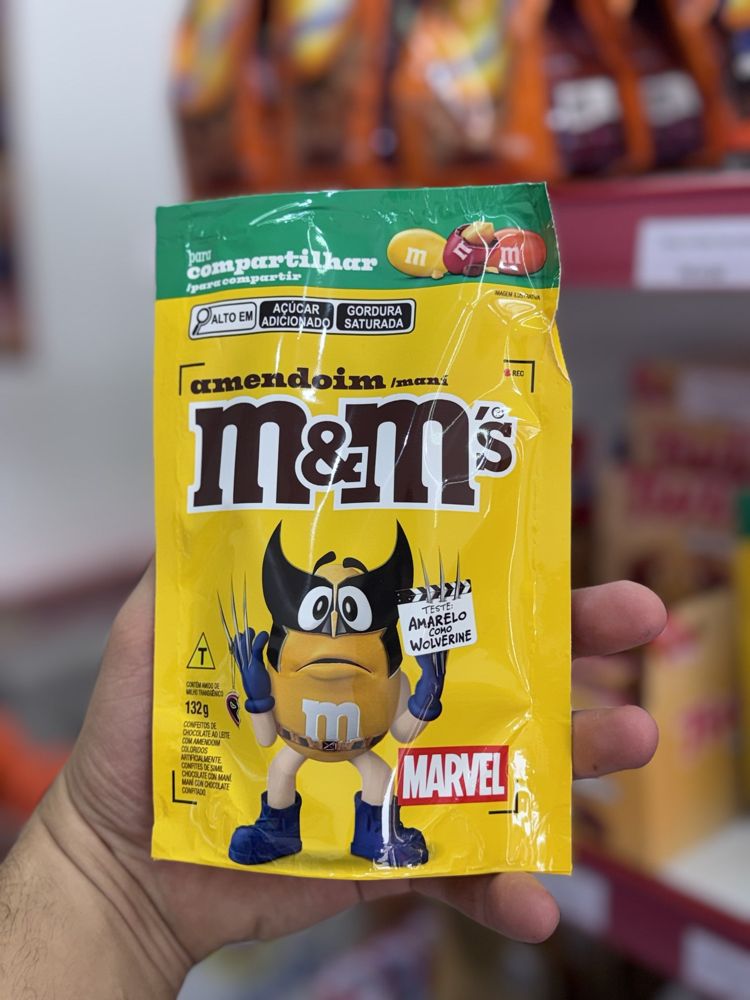 para
compartilhar
/para compartir
m
m
m
IMAGEM ILUSTRATIVA
ALTO EM
AÇÚCAR
ADICIONADO
GORDURA
SATURADA
amendoim /maní
REC
m&m's
TESTE:
AMARELO
COMO
WOLVERINE
T
CONTÉM AMIDO DE
MILHO TRANSGÊNICO
132g
m
CONFEITOS DE
CHOCOLATE AO LEITE
COM AMENDOIM
COLORIDOS
ARTIFICIALMENTE.
CONFITES DE SÍMIL
CHOCOLATE CON MANÍ
MANÍ CON CHOCOLATE
CONFITADO.
MARVEL